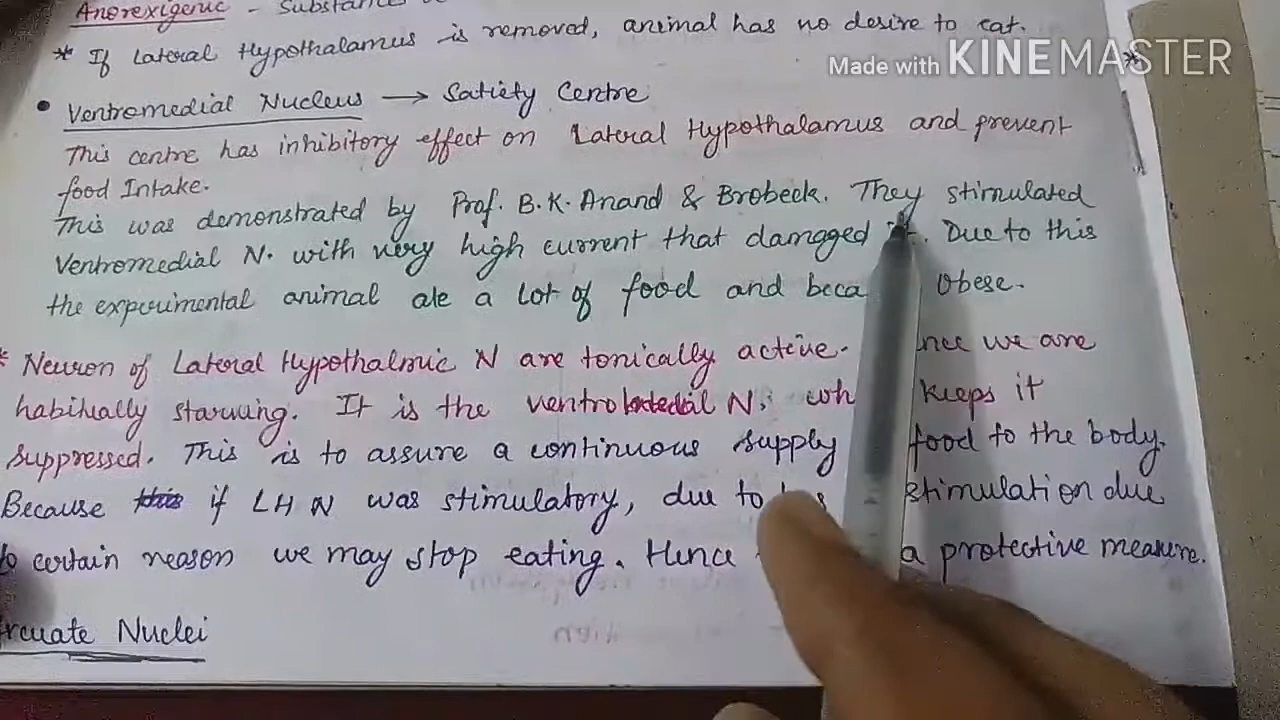 Anorexigenic - Substances
* If Lateral Hypothalamus is removed, animal has no desire to eat.
Made with KINEMASTER
• Ventromedial Nucleus → Satiety Centre
This centre has inhibitory effect on Lateral Hypothalamus and prevent
food Intake.
This was demonstrated by Prof. B.K. Anand & Brobeck. They stimulated
Ventromedial N. with very high current that damaged it. Due to this
the experimental animal ate a lot of food and beca obese.
* Neuron of Lateral Hypothalmic N are tonically active. nce we are
habitually starving. It is the ventro N. wh keeps it
suppressed. This is to assure a continuous supply food to the body.
Because this if LHN was stimulatory, due to stimulation due
to certain reason we may stop eating. Hence a protective measure.
rcuate Nuclei